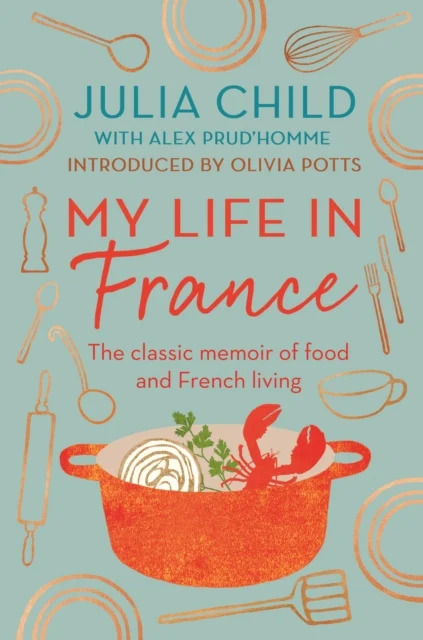 JULIA CHILD
WITH ALEX PRUD'HOMME
INTRODUCED BY OLIVIA POTTS
MY LIFE IN
France
The classic memoir of food
and French living